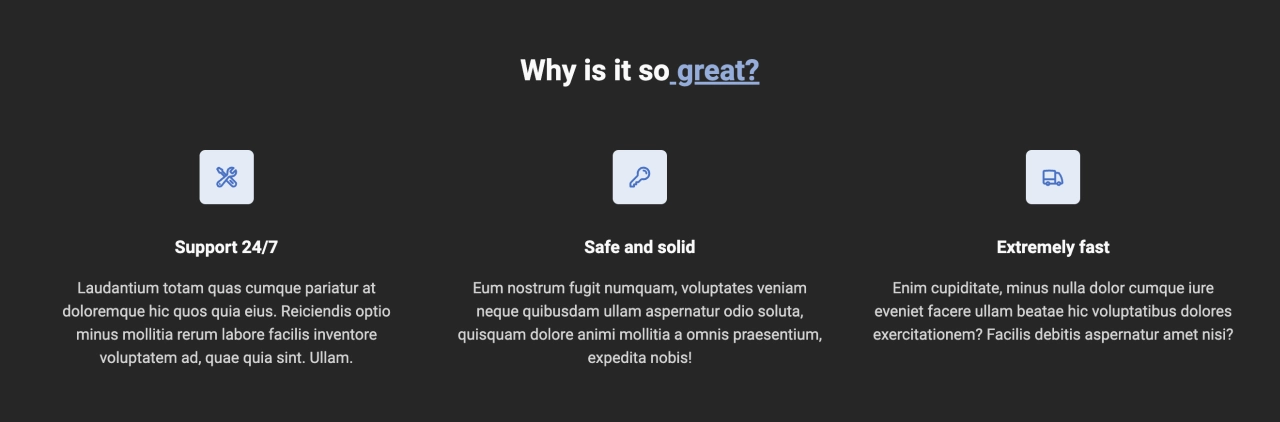 Why is it so great?
Support 24/7
Laudantium totam quas cumque pariatur at
doloremque hic quos quia eius. Reiciendis optio
minus mollitia rerum labore facilis inventore
voluptatem ad, quae quia sint. Ullam.
Safe and solid
Eum nostrum fugit numquam, voluptates veniam
neque quibusdam ullam aspernatur odio soluta,
quisquam dolore animi mollitia a omnis praesentium,
expedita nobis!
Extremely fast
Enim cupiditate, minus nulla dolor cumque iure
eveniet facere ullam beatae hic voluptatibus dolores
exercitationem? Facilis debitis aspernatur amet nisi?